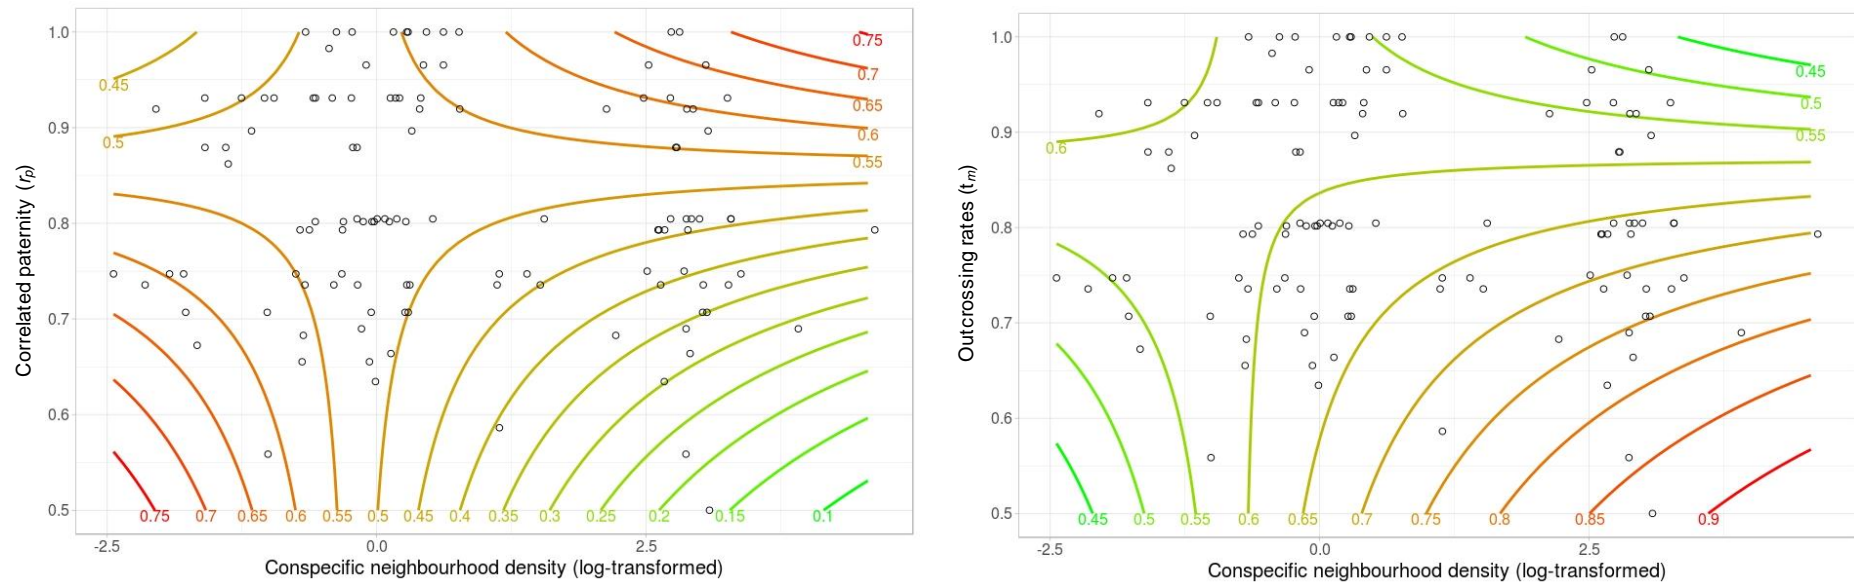 1.0
0.9
0.8
0.7
0.6
0.5
Correlated paternity (rp)
0.45
0.5
0.75
0.7
0.65
0.6
0.55
0.75 0.7 0.65 0.6 0.55 0.5 0.45 0.4 0.35 0.3 0.25 0.2 0.15 0.1
-2.5 0.0 2.5
Conspecific neighbourhood density (log-transformed)
1.0
0.9
0.8
0.7
0.6
0.5
Outcrossing rates (tm)
0.6
0.45
0.5
0.55
0.45 0.5 0.55 0.6 0.65 0.7 0.75 0.8 0.85 0.9
-2.5 0.0 2.5
Conspecific neighbourhood density (log-transformed)